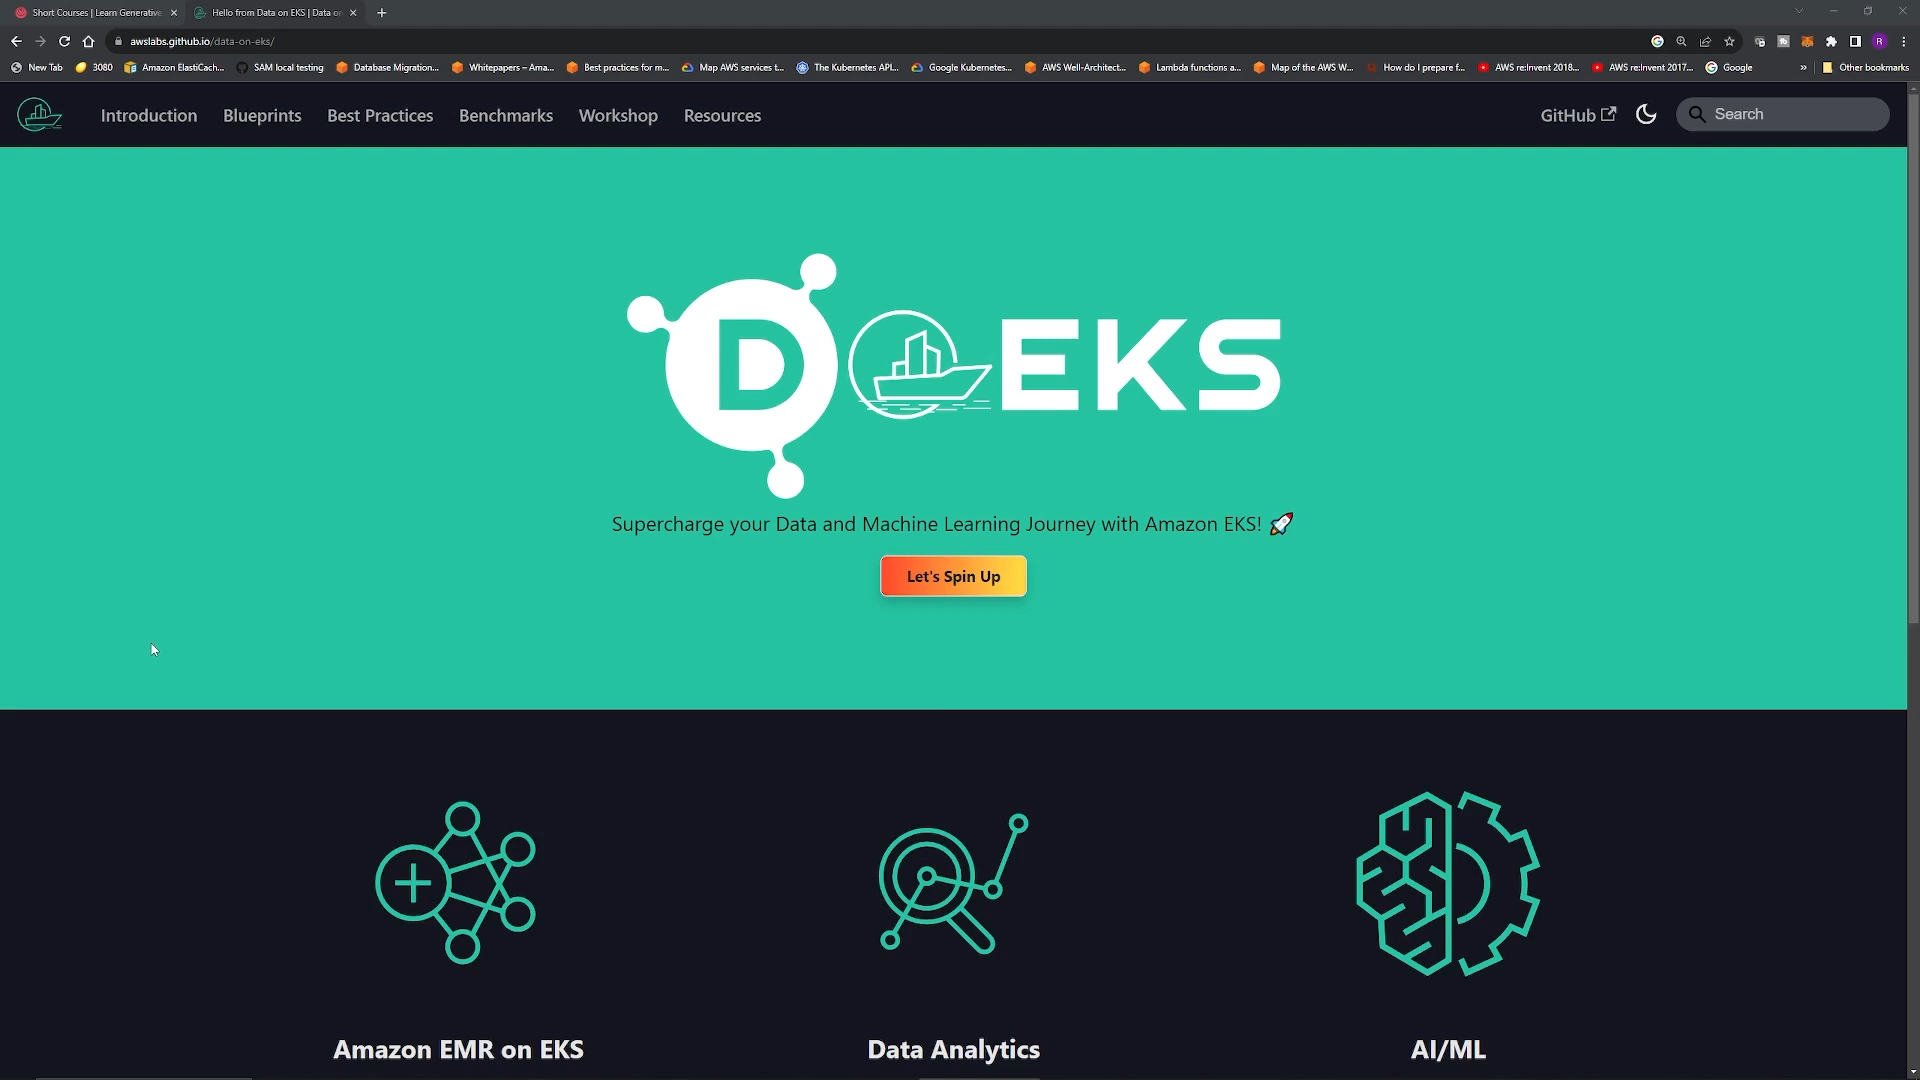 Short Courses | Learn Generative
Hello from Data on EKS | Data on
awslabs.github.io/data-on-eks/
R
New Tab
3080
Amazon ElastiCach...
SAM local testing
Database Migration...
Whitepapers – Ama...
Best practices for m...
Map AWS services t...
The Kubernetes API...
Google Kubernetes...
AWS Well-Architect...
Lambda functions a...
Map of the AWS W...
How do I prepare f...
AWS re:Invent 2018...
AWS re:Invent 2017...
Google
»
Other bookmarks
Introduction
Blueprints
Best Practices
Benchmarks
Workshop
Resources
GitHub
Search
D EKS
Supercharge your Data and Machine Learning Journey with Amazon EKS! 🚀
Let's Spin Up
Amazon EMR on EKS
Data Analytics
AI/ML